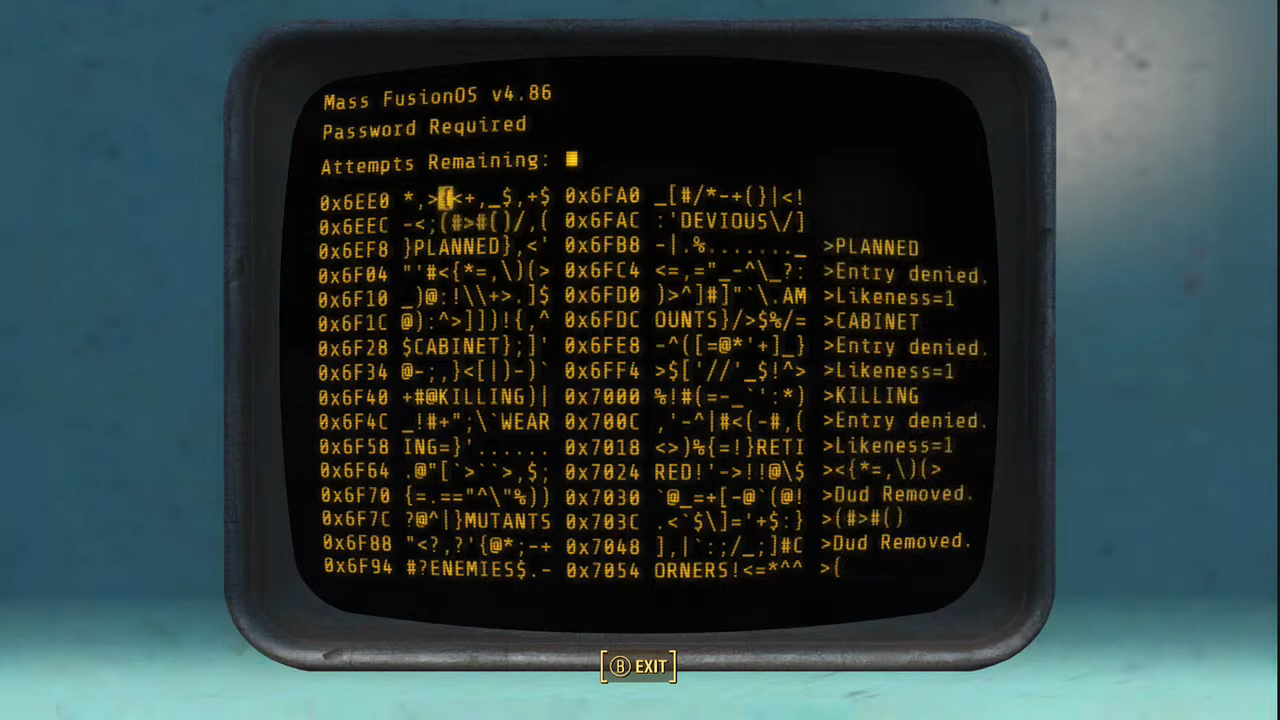 Mass FusionOS v4.86
Password Required
Attempts Remaining: ■
0x6EE0 *,>{<+,_$,+$ 0x6FA0 _[#/*-+(}|<!
0x6EEC -<;(#>#()/,( 0x6FAC :'DEVIOUS\/]
0x6EF8 }PLANNED},<' 0x6FB8 -|.%......._ >PLANNED
0x6F04 "'#<{*=,\)(> 0x6FC4 <=,="_-^\_?: >Entry denied.
0x6F10 _)@:!\\+>.]$ 0x6FD0 )>^]#]"`\.AM >Likeness=1
0x6F1C @):^>]])!{,^ 0x6FDC OUNTS}/>$%/= >CABINET
0x6F28 $CABINET};]' 0x6FE8 -^([=@*'+]_} >Entry denied.
0x6F34 @-;,}<[|)-)` 0x6FF4 >$['//'_$!^> >Likeness=1
0x6F40 +#@KILLING)| 0x7000 %!#(=-_`':*) >KILLING
0x6F4C _!#+";\`WEAR 0x700C ,'-^|#<(-#,( >Entry denied.
0x6F58 ING=}'...... 0x7018 <>)%{=!}RETI >Likeness=1
0x6F64 .@"[`>``>,$; 0x7024 RED!'->!!@\$ ><{*=,\)(>
0x6F70 {=.=="^\"%)) 0x7030 `@_=+[-@`(@! >Dud Removed.
0x6F7C ?@^|}MUTANTS 0x703C .<`$\]='+$:} >(#>#()
0x6F88 "<?,?'{@*;-+ 0x7048 ],|`:;/_;]#C >Dud Removed.
0x6F94 #?ENEMIES$.- 0x7054 ORNERS!<=*^^ >{
B EXIT